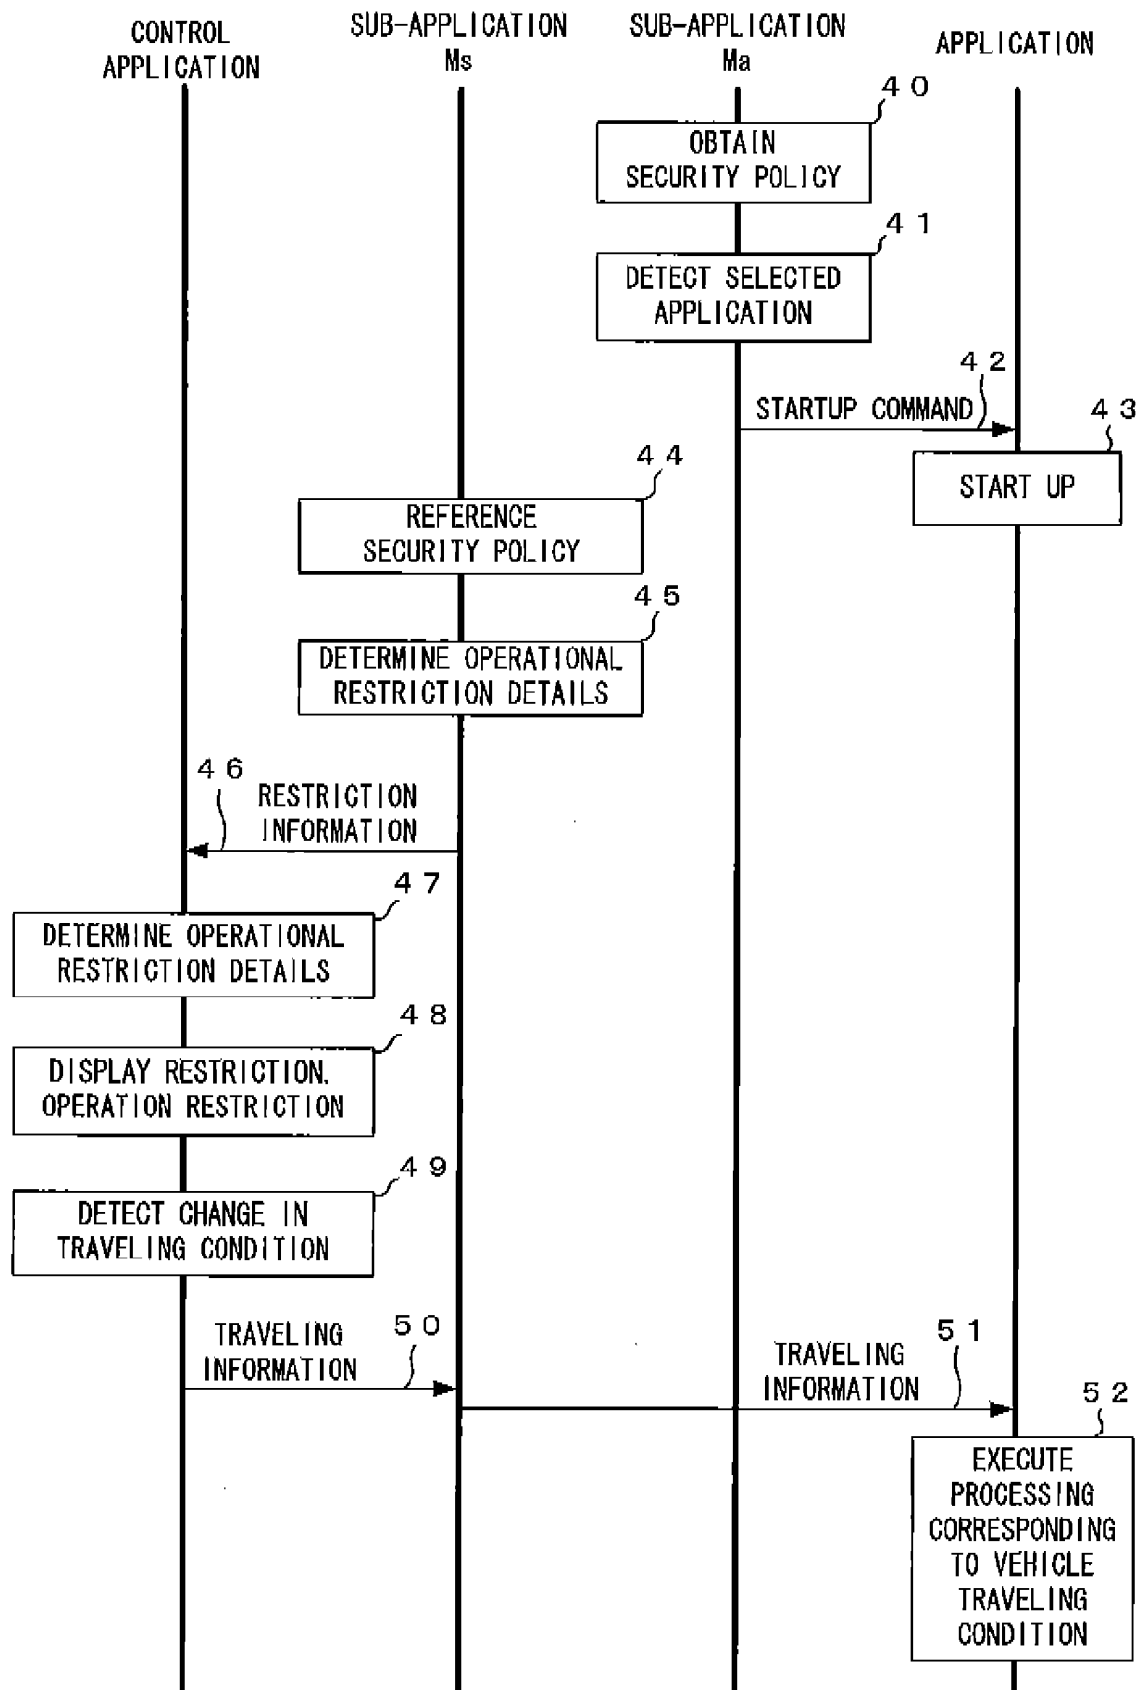 CONTROL
APPLICATION
SUB-APPLICATION
Ms
SUB-APPLICATION
Ma
APPLICATION
40
OBTAIN
SECURITY POLICY
41
DETECT SELECTED
APPLICATION
42
STARTUP COMMAND
43
START UP
44
REFERENCE
SECURITY POLICY
45
DETERMINE OPERATIONAL
RESTRICTION DETAILS
46
RESTRICTION
INFORMATION
47
DETERMINE OPERATIONAL
RESTRICTION DETAILS
48
DISPLAY RESTRICTION,
OPERATION RESTRICTION
49
DETECT CHANGE IN
TRAVELING CONDITION
50
TRAVELING
INFORMATION
51
TRAVELING
INFORMATION
52
EXECUTE
PROCESSING
CORRESPONDING
TO VEHICLE
TRAVELING
CONDITION